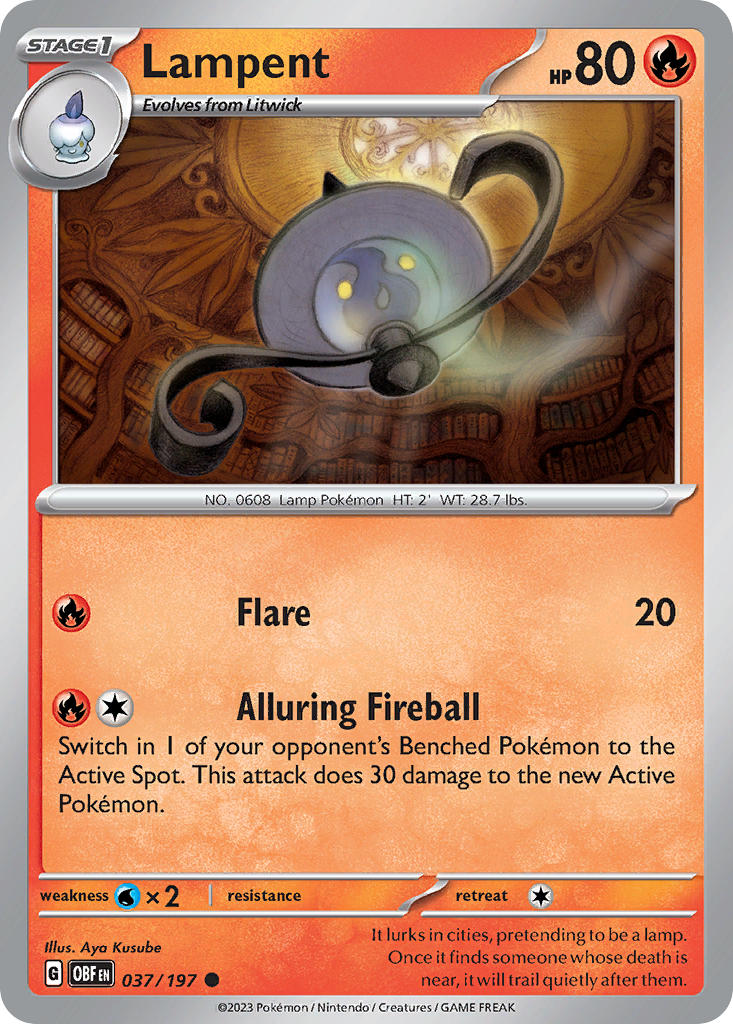 STAGE1
Lampent
HP 80
Evolves from Litwick
NO. 0608 Lamp Pokémon HT: 2' WT: 28.7 lbs.
Flare 20
Alluring Fireball
Switch in 1 of your opponent's Benched Pokémon to the
Active Spot. This attack does 30 damage to the new Active
Pokémon.
weakness ×2 resistance retreat
Illus. Aya Kusube
It lurks in cities, pretending to be a lamp.
Once it finds someone whose death is
near, it will trail quietly after them.
G OBF EN 037/197
©2023 Pokémon / Nintendo / Creatures / GAME FREAK